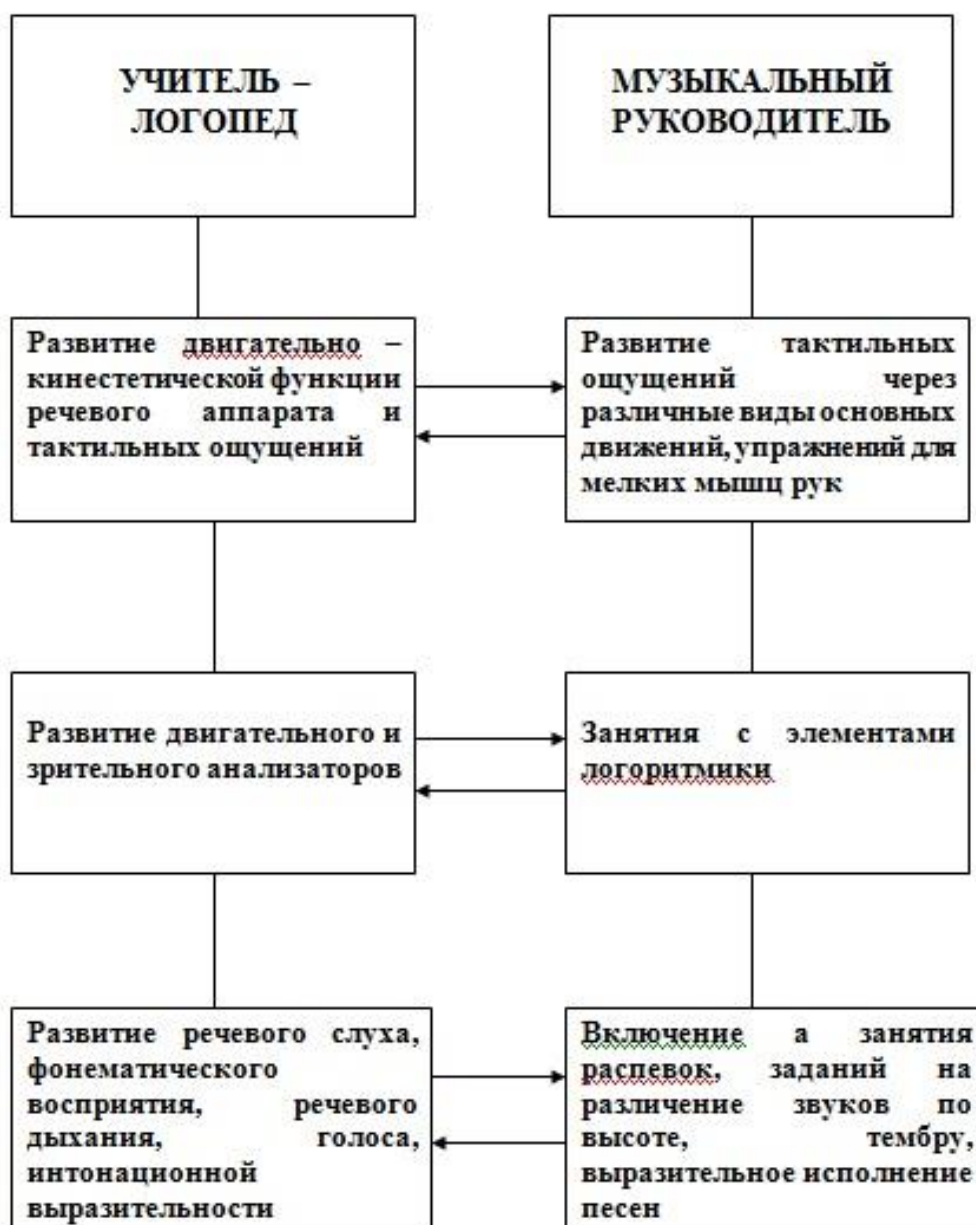 УЧИТЕЛЬ –
ЛОГОПЕД
МУЗЫКАЛЬНЫЙ
РУКОВОДИТЕЛЬ
Развитие двигательно –
кинестетической функции
речевого аппарата и
тактильных ощущений
Развитие тактильных
ощущений через
различные виды основных
движений, упражнений для
мелких мышц рук
Развитие двигательного и
зрительного анализаторов
Занятия с элементами
логоритмики
Развитие речевого слуха,
фонематического
восприятия, речевого
дыхания, голоса,
интонационной
выразительности
Включение а занятия
распевок, заданий на
различение звуков по
высоте, тембру,
выразительное исполнение
песен